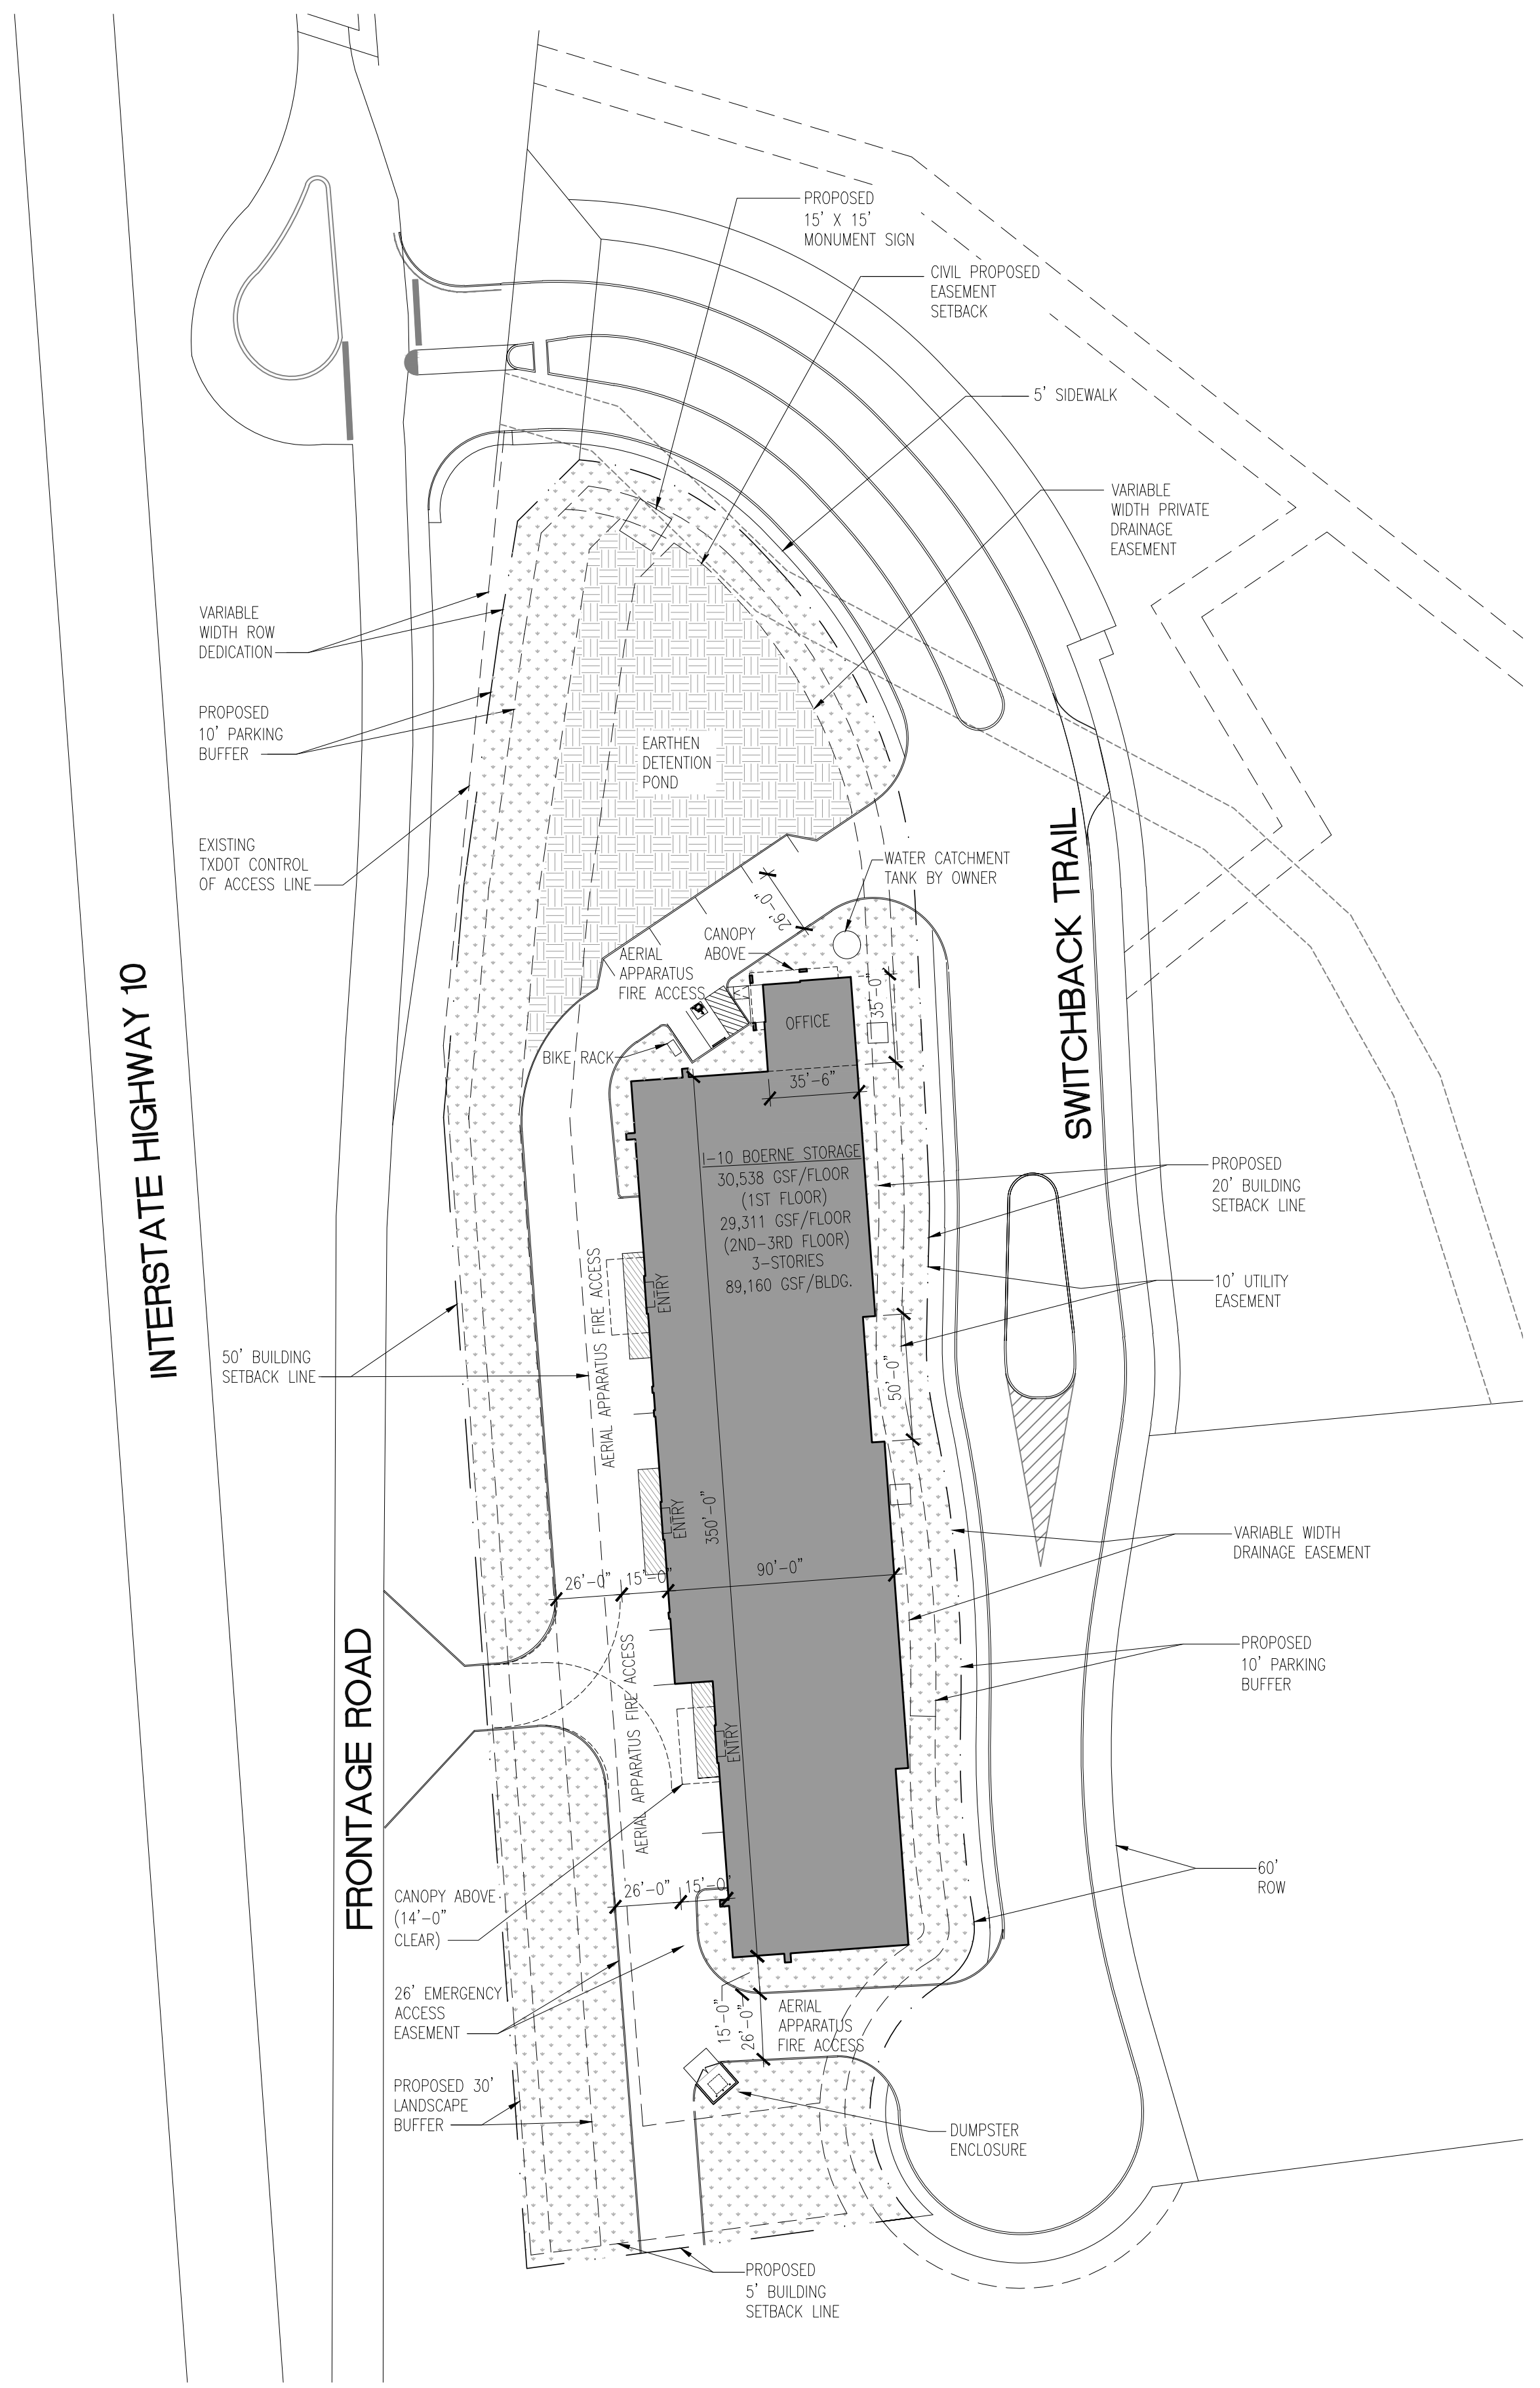 PROPOSED
15' X 15'
MONUMENT SIGN
CIVIL PROPOSED
EASEMENT
SETBACK
5' SIDEWALK
VARIABLE
WIDTH PRIVATE
DRAINAGE
EASEMENT
VARIABLE
WIDTH ROW
DEDICATION
PROPOSED
10' PARKING
BUFFER
EARTHEN
DETENTION
POND
EXISTING
TXDOT CONTROL
OF ACCESS LINE
WATER CATCHMENT
TANK BY OWNER
26'-0"
CANOPY
ABOVE
AERIAL
APPARATUS
FIRE ACCESS
35'-0"
OFFICE
BIKE RACK
35'-6"
SWITCHBACK TRAIL
INTERSTATE HIGHWAY 10
I-10 BOERNE STORAGE
30,538 GSF/FLOOR
(1ST FLOOR)
29,311 GSF/FLOOR
(2ND-3RD FLOOR)
3-STORIES
89,160 GSF/BLDG.
PROPOSED
20' BUILDING
SETBACK LINE
10' UTILITY
EASEMENT
ENTRY
AERIAL APPARATUS FIRE ACCESS
50' BUILDING
SETBACK LINE
50'-0"
ENTRY
350'-0"
VARIABLE WIDTH
DRAINAGE EASEMENT
26'-0"
15'-0"
90'-0"
PROPOSED
10' PARKING
BUFFER
AERIAL APPARATUS FIRE ACCESS
ENTRY
FRONTAGE ROAD
60'
ROW
CANOPY ABOVE
(14'-0"
CLEAR)
26'-0"
15'-0"
26' EMERGENCY
ACCESS
EASEMENT
15'-0"
26'-0"
AERIAL
APPARATUS
FIRE ACCESS
PROPOSED 30'
LANDSCAPE
BUFFER
DUMPSTER
ENCLOSURE
PROPOSED
5' BUILDING
SETBACK LINE